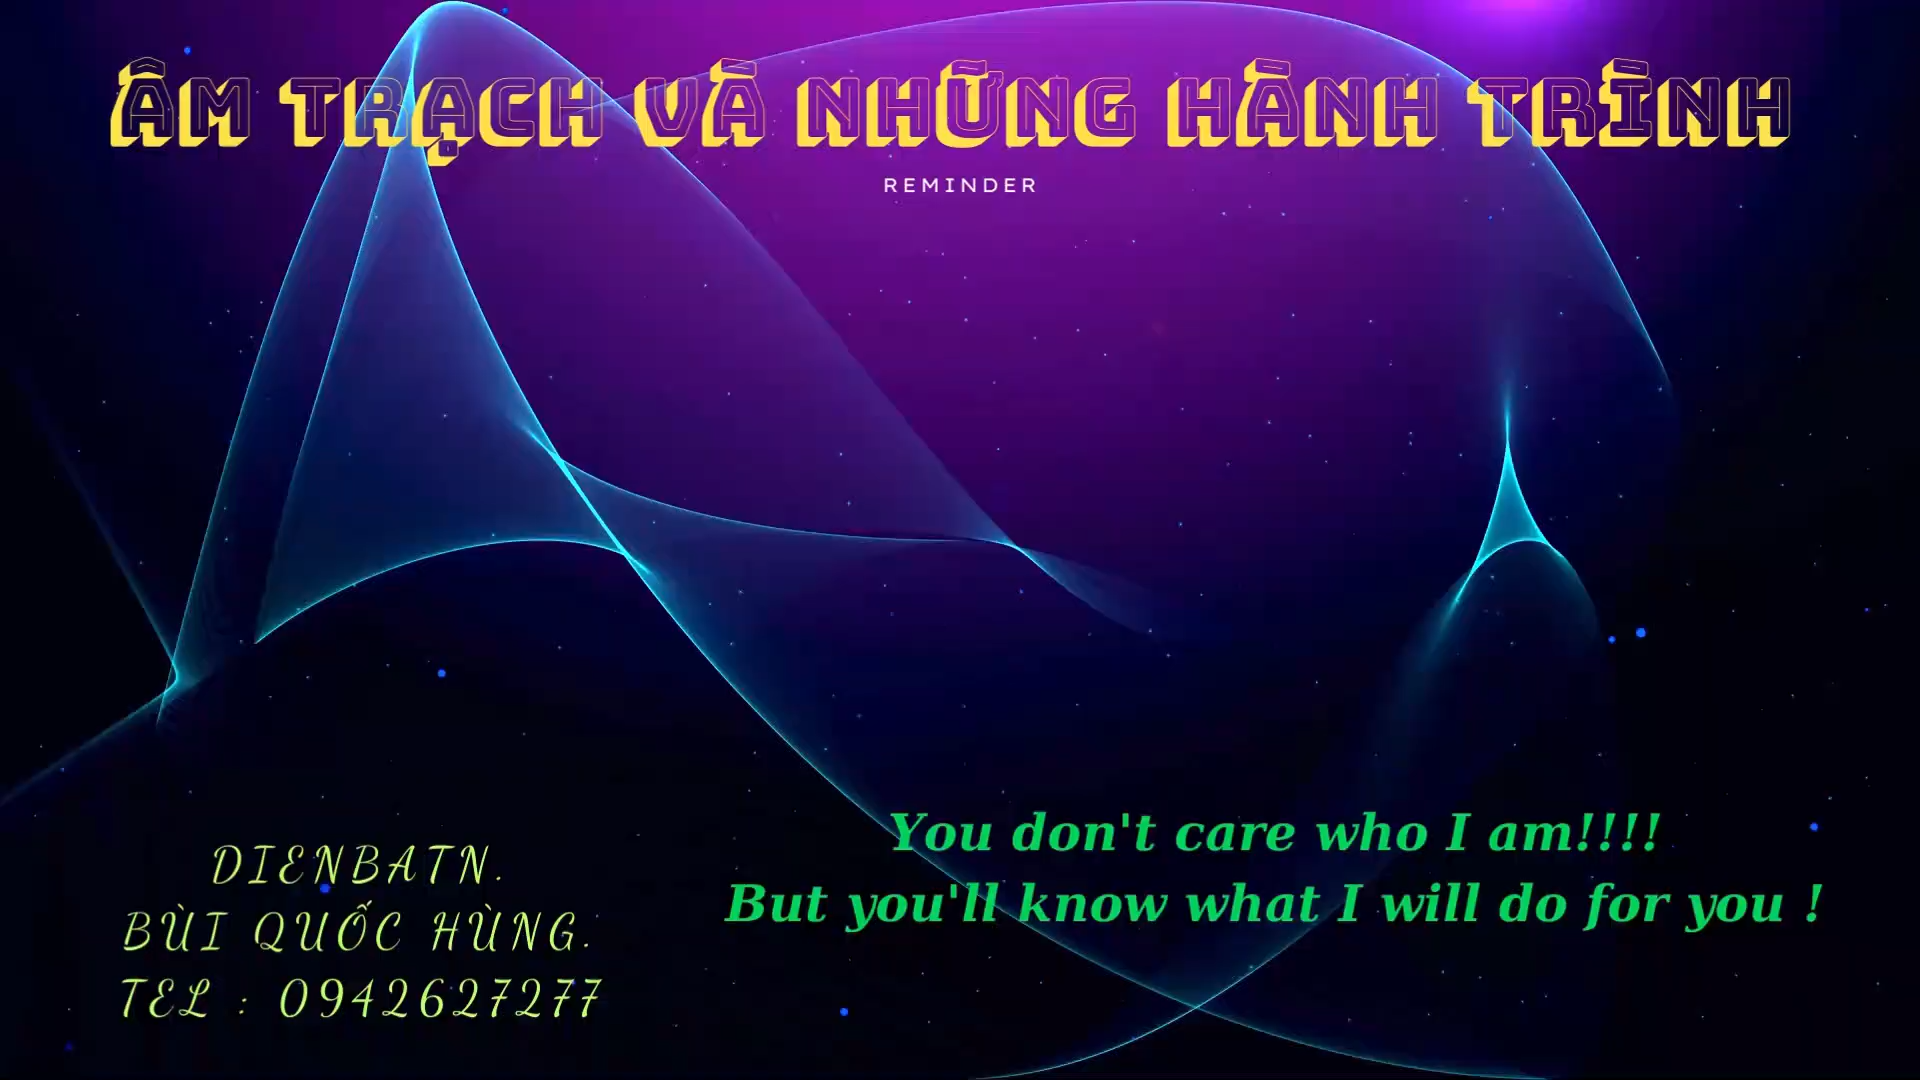 ÂM TRẠCH VÀ NHỮNG HÀNH TRÌNH
REMINDER
You don't care who I am!!!!
But you'll know what I will do for you !
DIENBATN.
BÙI QUỐC HÙNG.
TEL : 0942627277